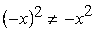 (-x)² ≠ -x²